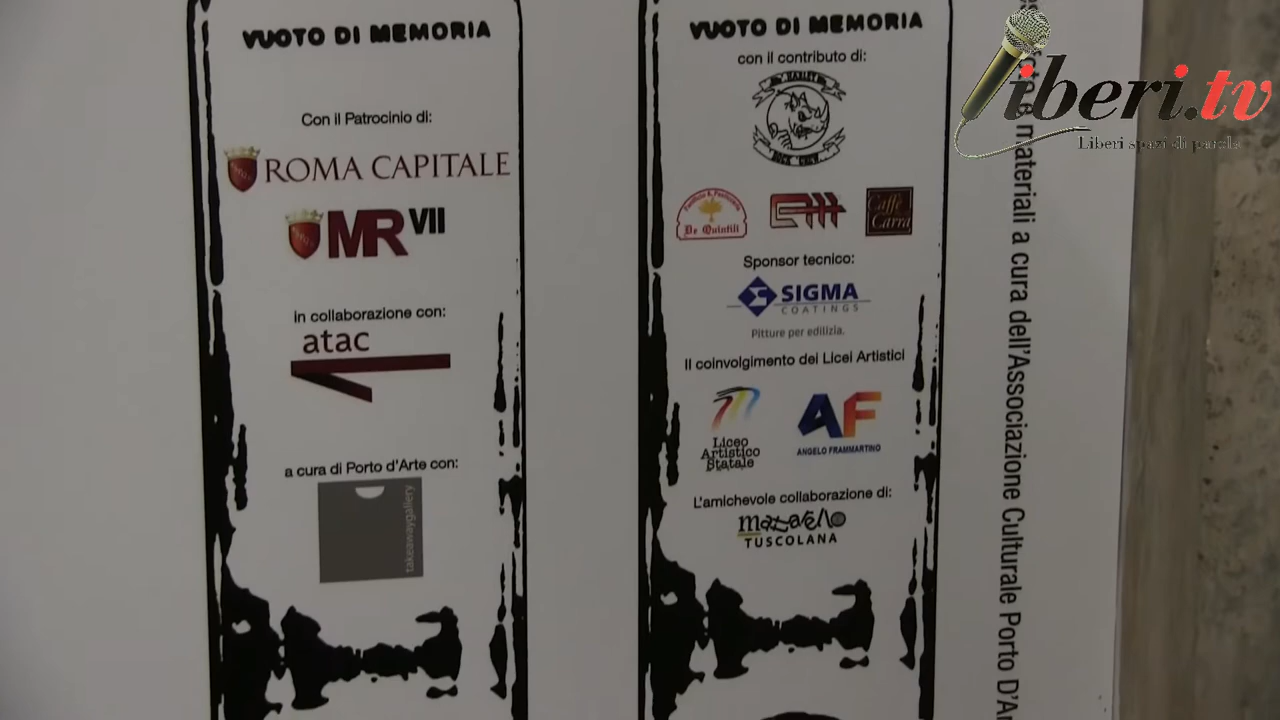 VUOTO DI MEMORIA
Con il Patrocinio di:
ROMA CAPITALE
MR VII
in collaborazione con:
atac
a cura di Porto d'Arte con:
takeawaygallery
VUOTO DI MEMORIA
con il contributo di:
De Quintili
Caffè
Carra
Sponsor tecnico:
SIGMA
COATINGS
Pitture per edilizia.
Il coinvolgimento dei Licei Artistici
Liceo
Artistico
Statale
AF
ANGELO FRAMMARTINO
L'amichevole collaborazione di:
TUSCOLANA
materiali a cura dell'Associazione Culturale Porto D'A
liberi.tv
Liberi spazi di parola